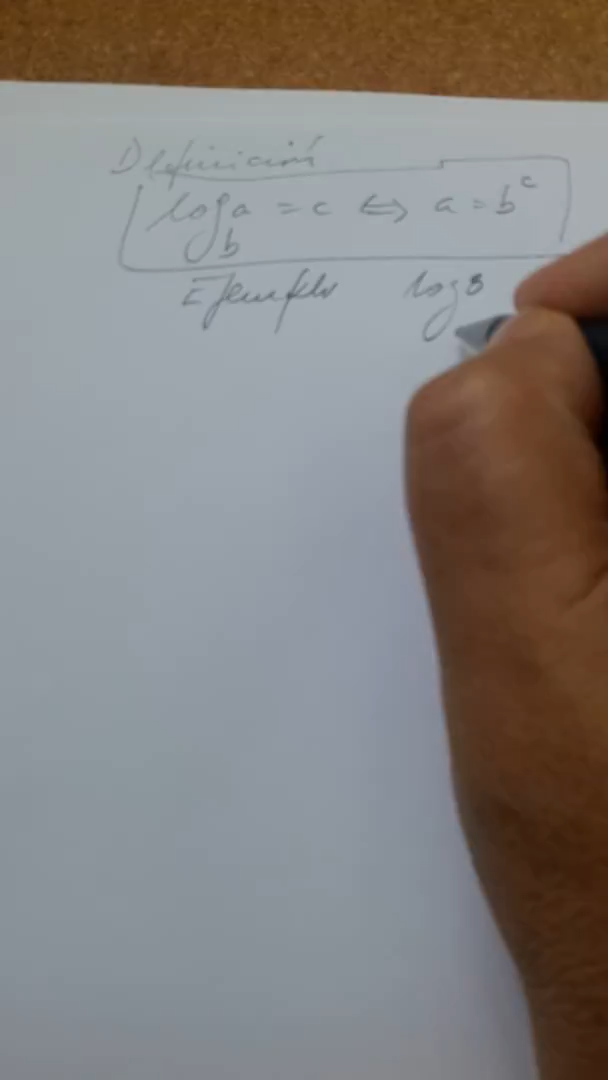 Definición
log_b a = c ⇔ a = b^c
Ejemplo log 8